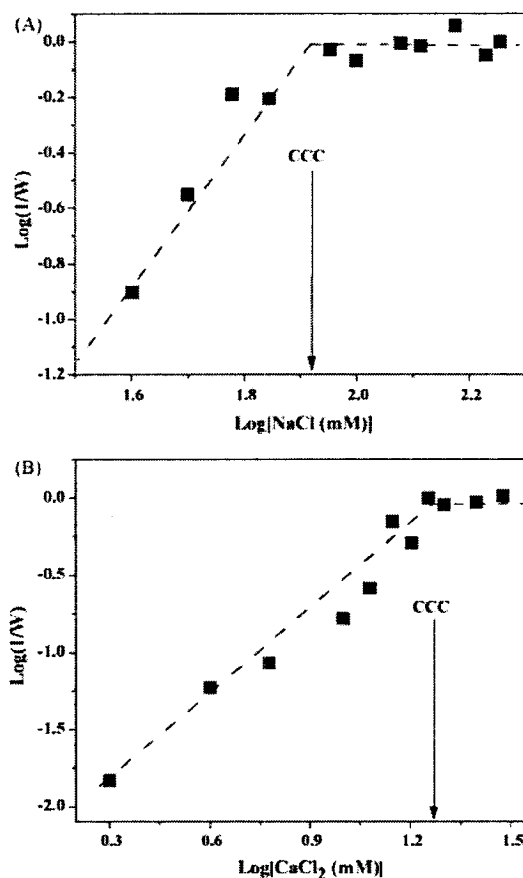 (A)
0.0
-0.2
-0.4
-0.6
-0.8
-1.0
-1.2
Log(1/W)
CCC
1.6
1.8
2.0
2.2
Log[NaCl (mM)]
(B)
0.0
-0.5
-1.0
-1.5
-2.0
Log(1/W)
CCC
0.3
0.6
0.9
1.2
1.5
Log[CaCl₂ (mM)]